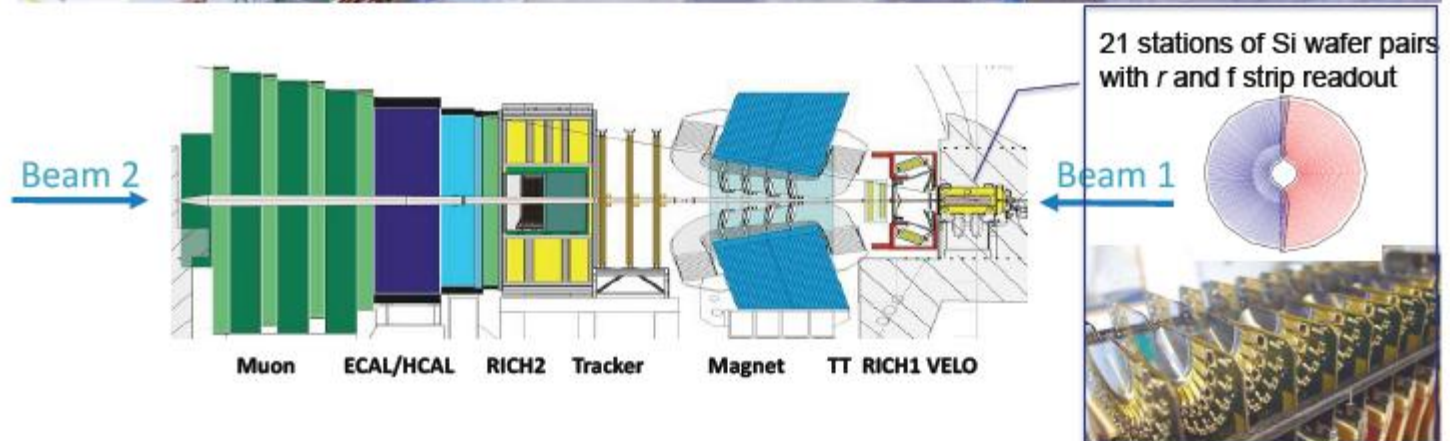 21 stations of Si wafer pairs
with r and f strip readout
Beam 2
Beam 1
Muon ECAL/HCAL RICH2 Tracker Magnet TT RICH1 VELO
1